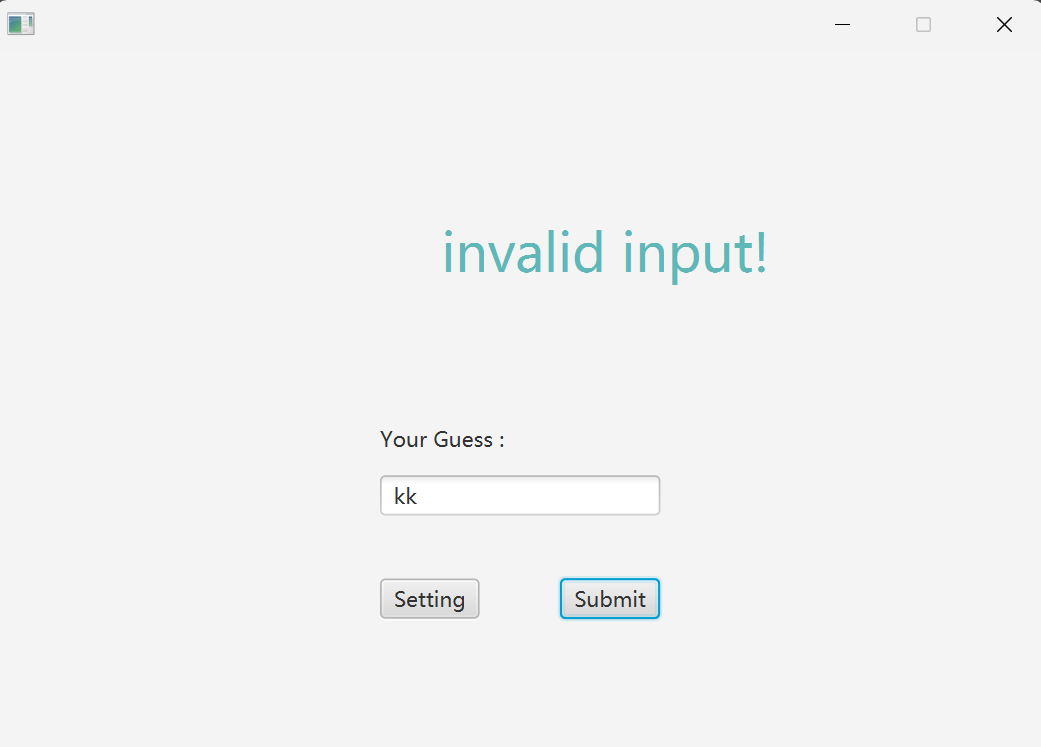 invalid input!
Your Guess :
kk
Setting
Submit